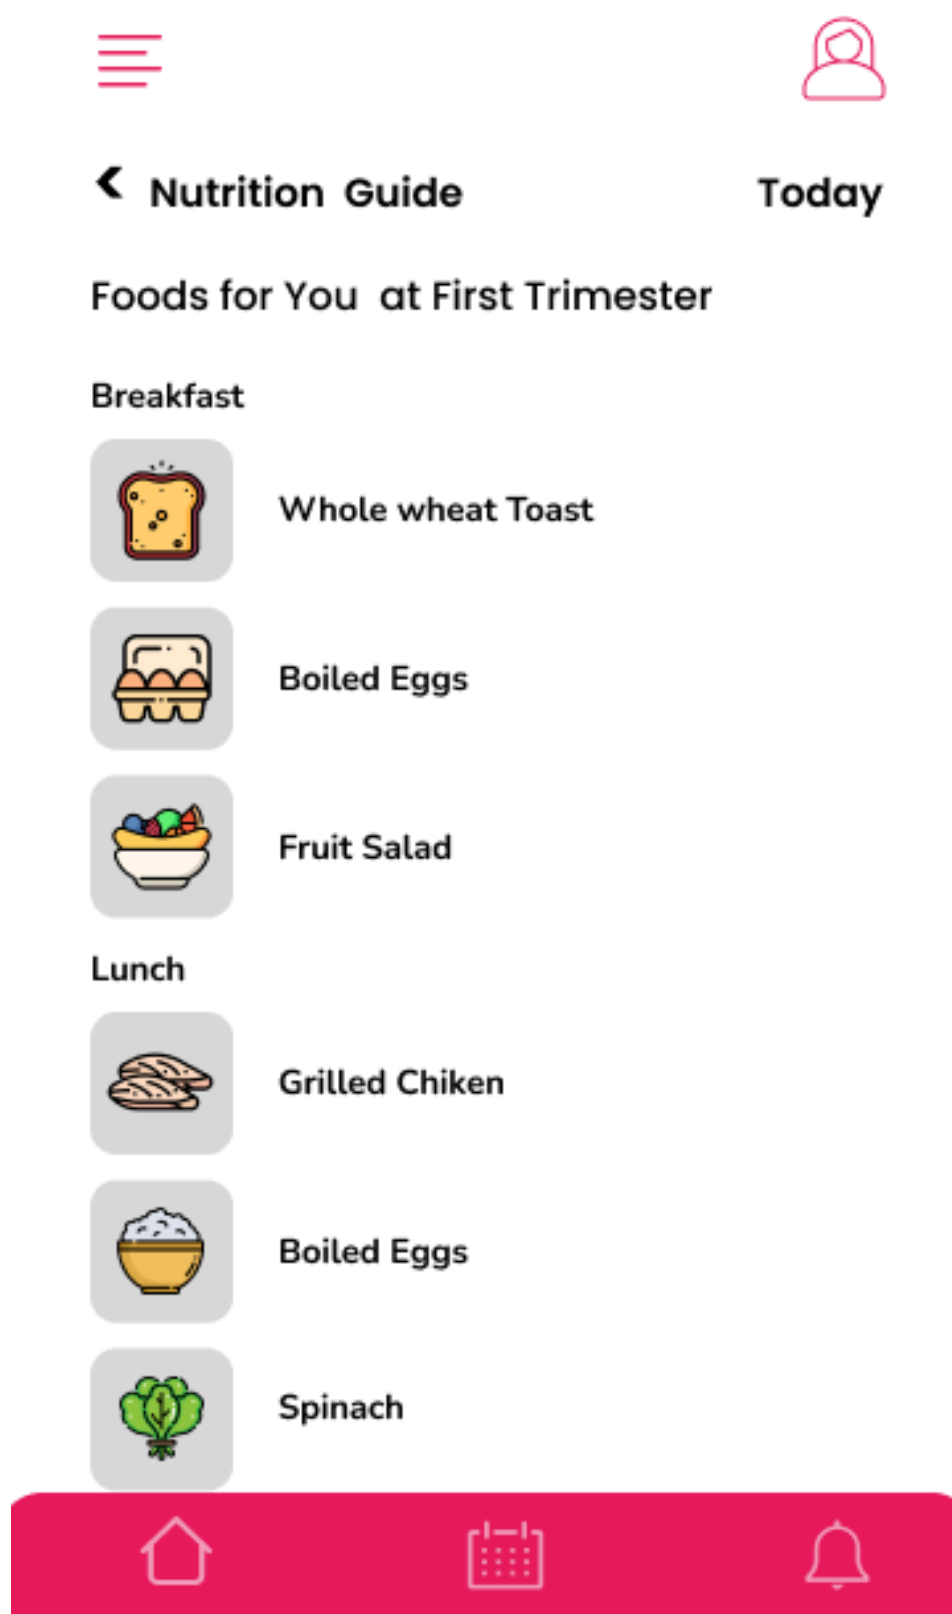 Nutrition Guide Today
Foods for You at First Trimester
Breakfast
Whole wheat Toast
Boiled Eggs
Fruit Salad
Lunch
Grilled Chiken
Boiled Eggs
Spinach